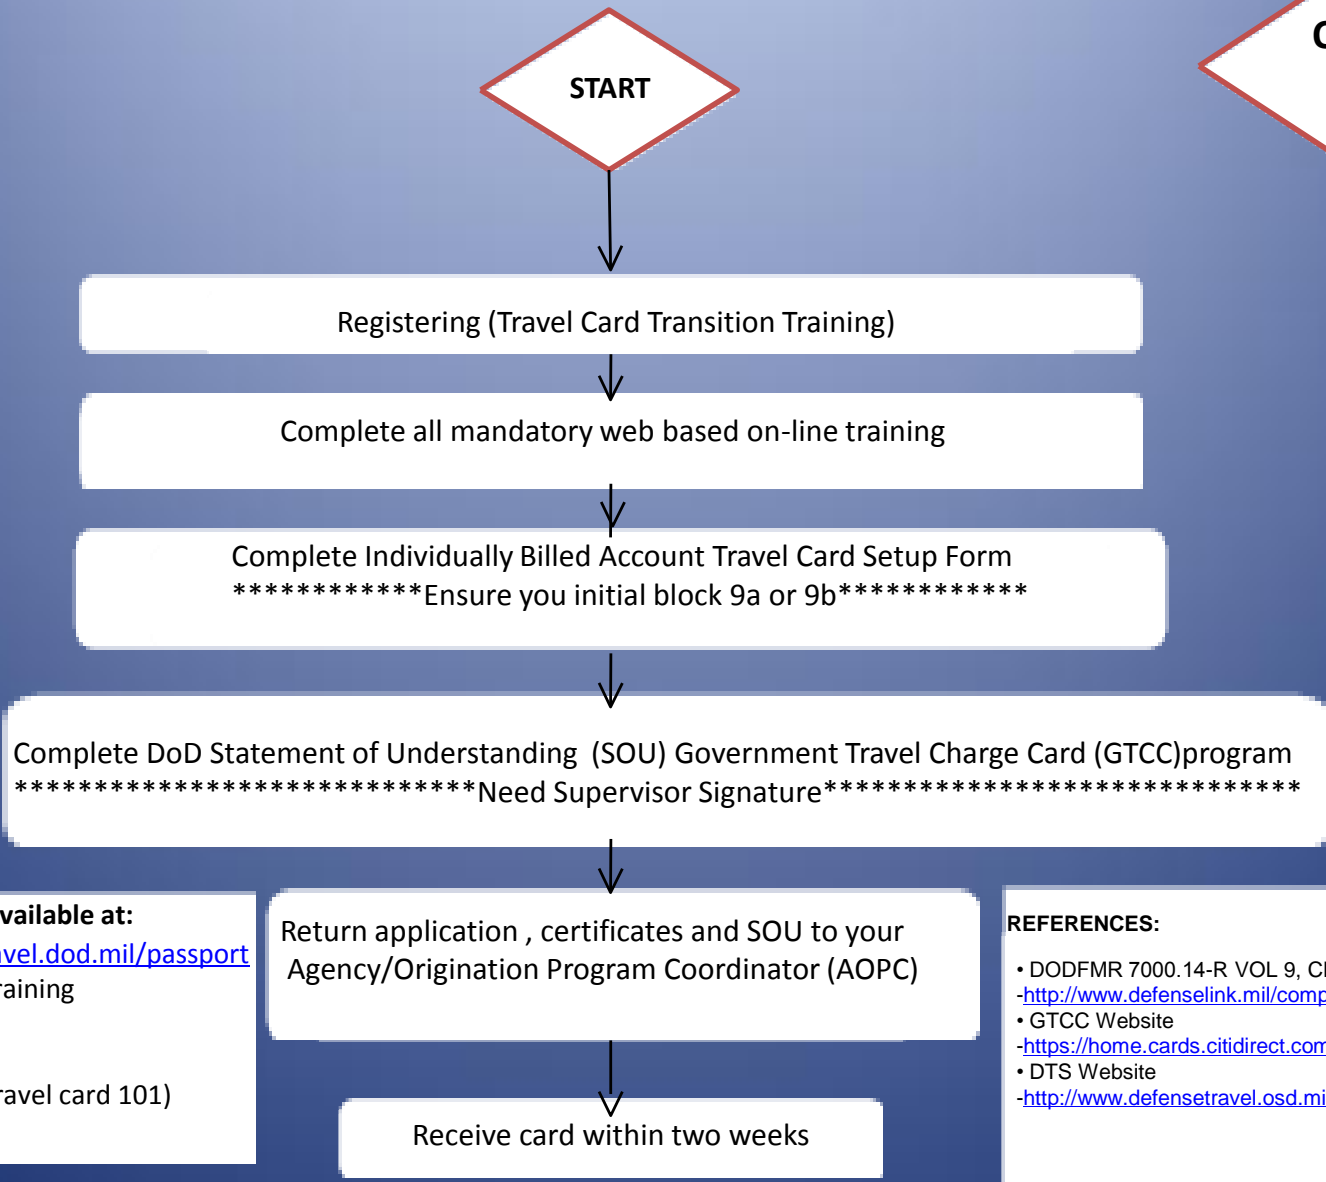 START
Registering (Travel Card Transition Training)
Complete all mandatory web based on-line training
Complete Individually Billed Account Travel Card Setup Form
************Ensure you initial block 9a or 9b************
Complete DoD Statement of Understanding (SOU) Government Travel Charge Card (GTCC)program
*****************************Need Supervisor Signature******************************
available at:
avel.dod.mil/passport
raining
ravel card 101)
Return application , certificates and SOU to your
Agency/Origination Program Coordinator (AOPC)
Receive card within two weeks
REFERENCES:
• DODFMR 7000.14-R VOL 9, C
-http://www.defenselink.mil/comp
• GTCC Website
-https://home.cards.citidirect.com
• DTS Website
-http://www.defensetravel.osd.mi